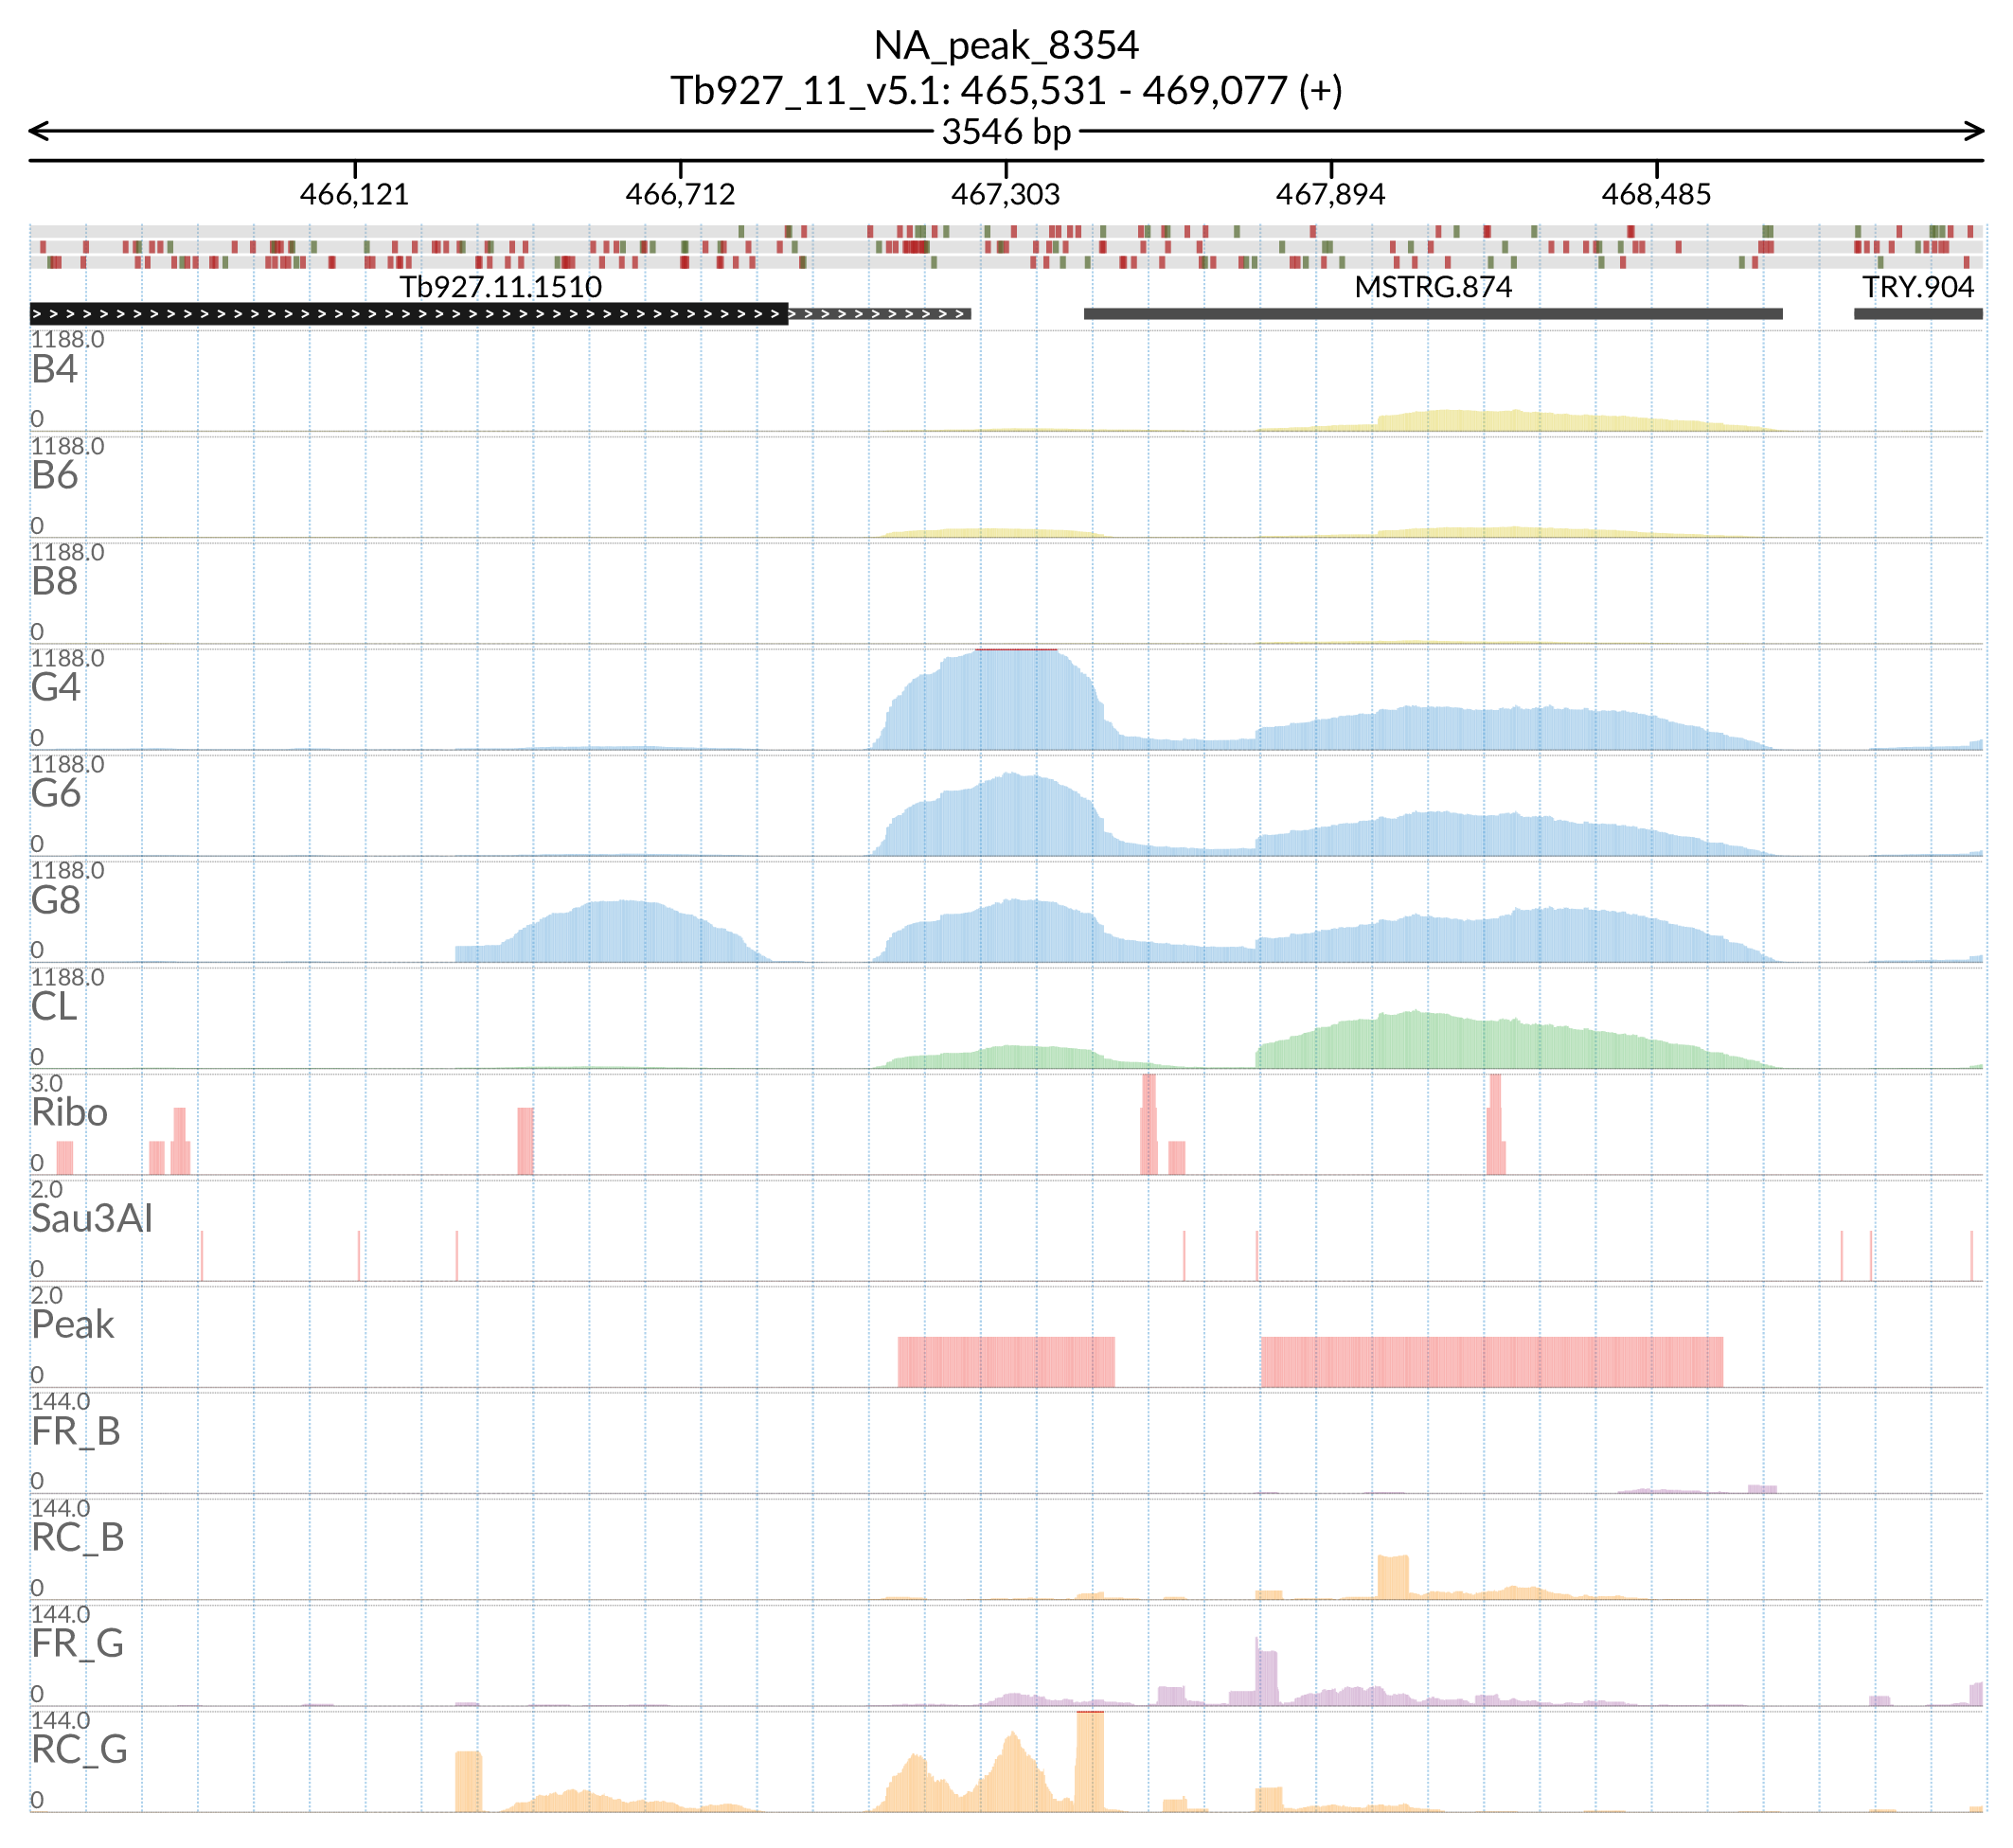 NA_peak_8354
Tb927_11_v5.1: 465,531 - 469,077 (+)
3546 bp
466,121 466,712 467,303 467,894 468,485
Tb927.11.1510 MSTRG.874 TRY.904
1188.0
B4
0
1188.0
B6
0
1188.0
B8
0
1188.0
G4
0
1188.0
G6
0
1188.0
G8
0
1188.0
CL
0
3.0
Ribo
0
2.0
Sau3AI
0
2.0
Peak
0
144.0
FR_B
0
144.0
RC_B
0
144.0
FR_G
0
144.0
RC_G
0